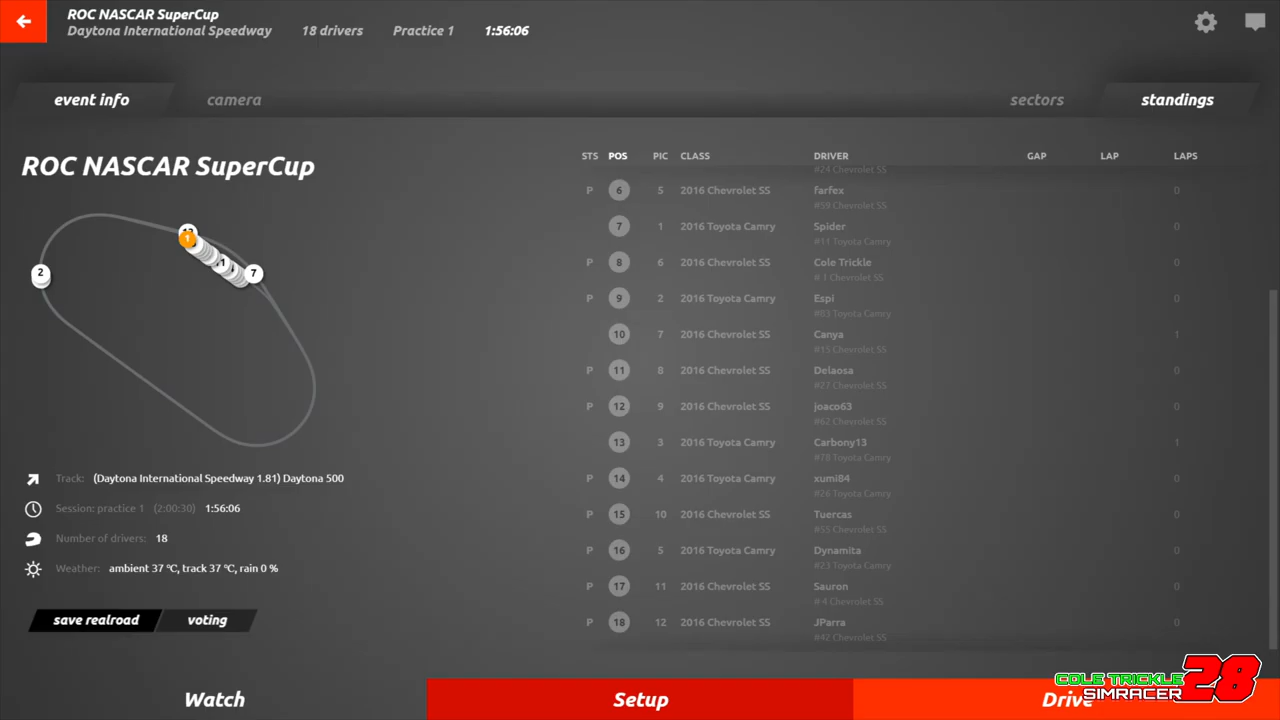 ROC NASCAR SuperCup
Daytona International Speedway 18 drivers Practice 1 1:56:06
event info camera sectors standings
ROC NASCAR SuperCup
2
1
7
Track: (Daytona International Speedway 1.81) Daytona 500
Session: practice 1 (2:00:30) 1:56:06
Number of drivers: 18
Weather: ambient 37 °C, track 37 °C, rain 0 %
save realroad voting
STS POS PIC CLASS DRIVER GAP LAP LAPS
#24 Chevrolet SS
P 6 5 2016 Chevrolet SS farfex 0
#59 Chevrolet SS
7 1 2016 Toyota Camry Spider 0
#11 Toyota Camry
P 8 6 2016 Chevrolet SS Cole Trickle 0
# 1 Chevrolet SS
P 9 2 2016 Toyota Camry Espi 0
#83 Toyota Camry
10 7 2016 Chevrolet SS Canya 1
#15 Chevrolet SS
P 11 8 2016 Chevrolet SS Delaosa 0
#27 Chevrolet SS
P 12 9 2016 Chevrolet SS joaco63 0
#62 Chevrolet SS
13 3 2016 Toyota Camry Carbony13 1
#78 Toyota Camry
P 14 4 2016 Toyota Camry xumi84 0
#26 Toyota Camry
P 15 10 2016 Chevrolet SS Tuercas 0
#55 Chevrolet SS
P 16 5 2016 Toyota Camry Dynamita 0
#23 Toyota Camry
P 17 11 2016 Chevrolet SS Sauron 0
# 4 Chevrolet SS
P 18 12 2016 Chevrolet SS JParra 0
#42 Chevrolet SS
COLE TRICKLE 28
SIMRACER
Watch Setup Drive